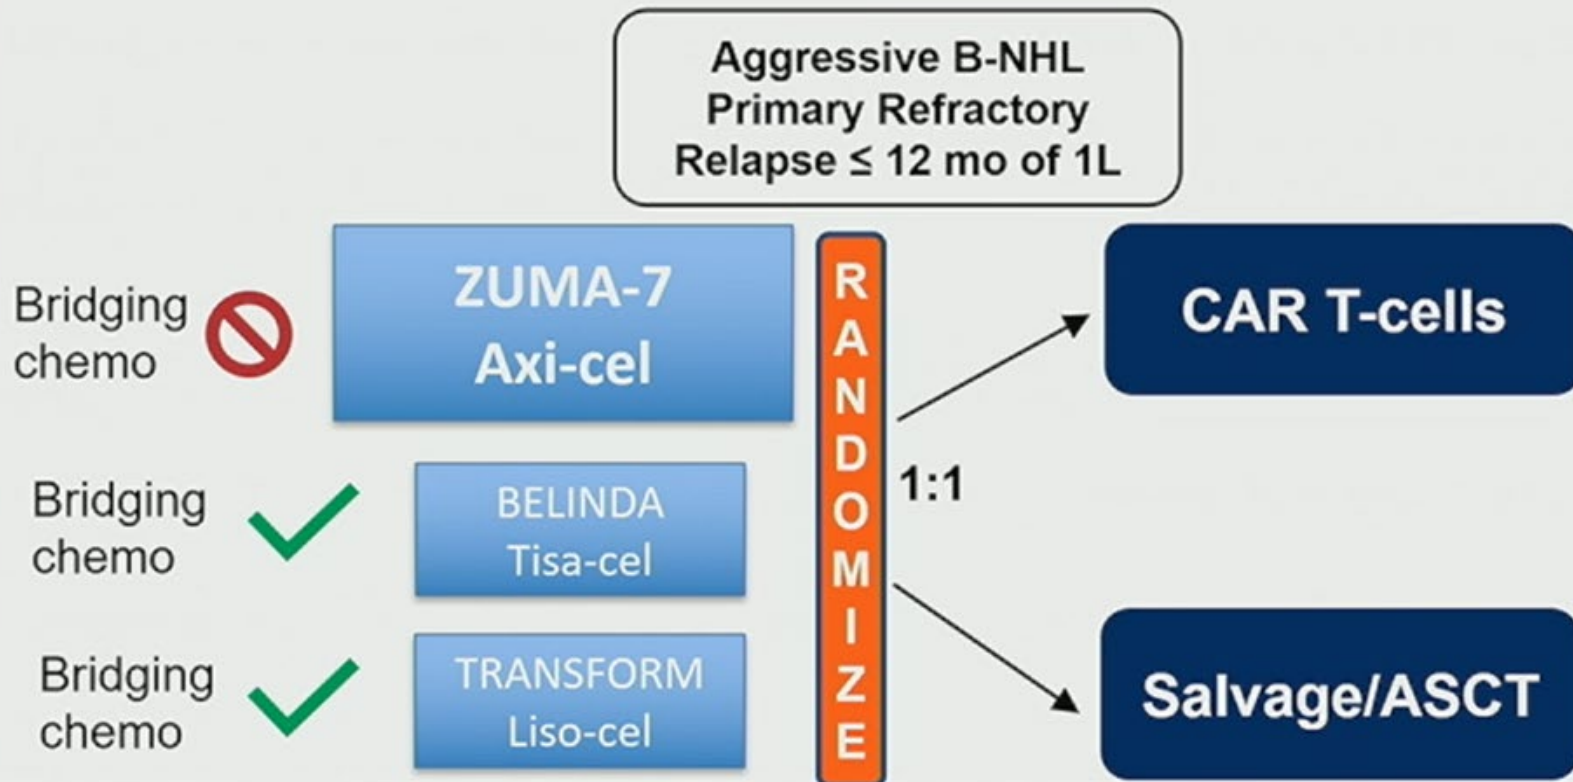 Aggressive B-NHL
Primary Refractory
Relapse ≤ 12 mo of 1L
Bridging
chemo
ZUMA-7
Axi-cel
Bridging
chemo
BELINDA
Tisa-cel
Bridging
chemo
TRANSFORM
Liso-cel
RANDOMIZE
1:1
CAR T-cells
Salvage/ASCT